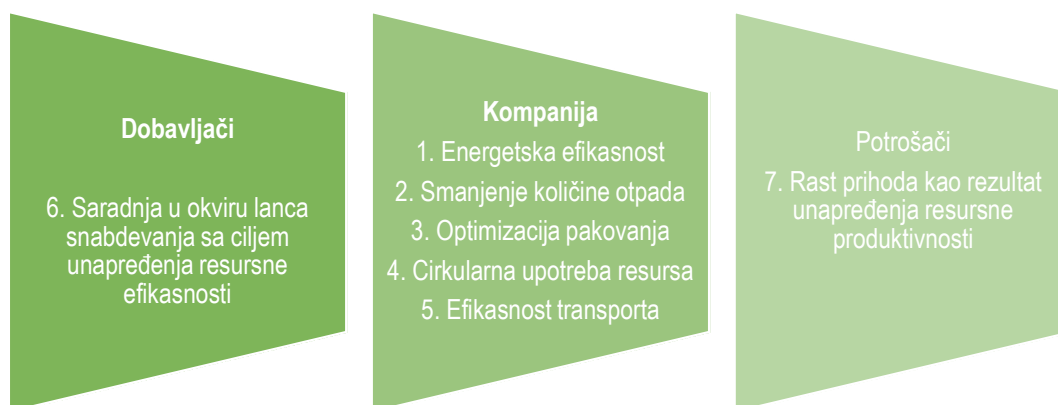 Dobavljači
6. Saradnja u okviru lanca
snabdevanja sa ciljem
unapređenja resursne
efikasnosti
Kompanija
1. Energetska efikasnost
2. Smanjenje količine otpada
3. Optimizacija pakovanja
4. Cirkularna upotreba resursa
5. Efikasnost transporta
Potrošači
7. Rast prihoda kao rezultat
unapređenja resursne
produktivnosti